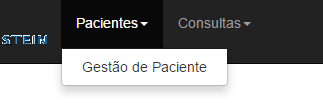 Pacientes Consultas
STEIN
Gestão de Paciente